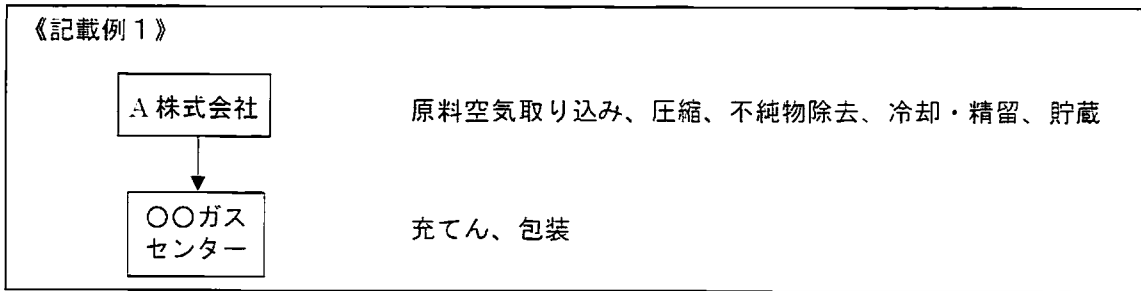 《記載例1》
A株式会社
原料空気取り込み、圧縮、不純物除去、冷却・精留、貯蔵
○○ガス
センター
充てん、包装